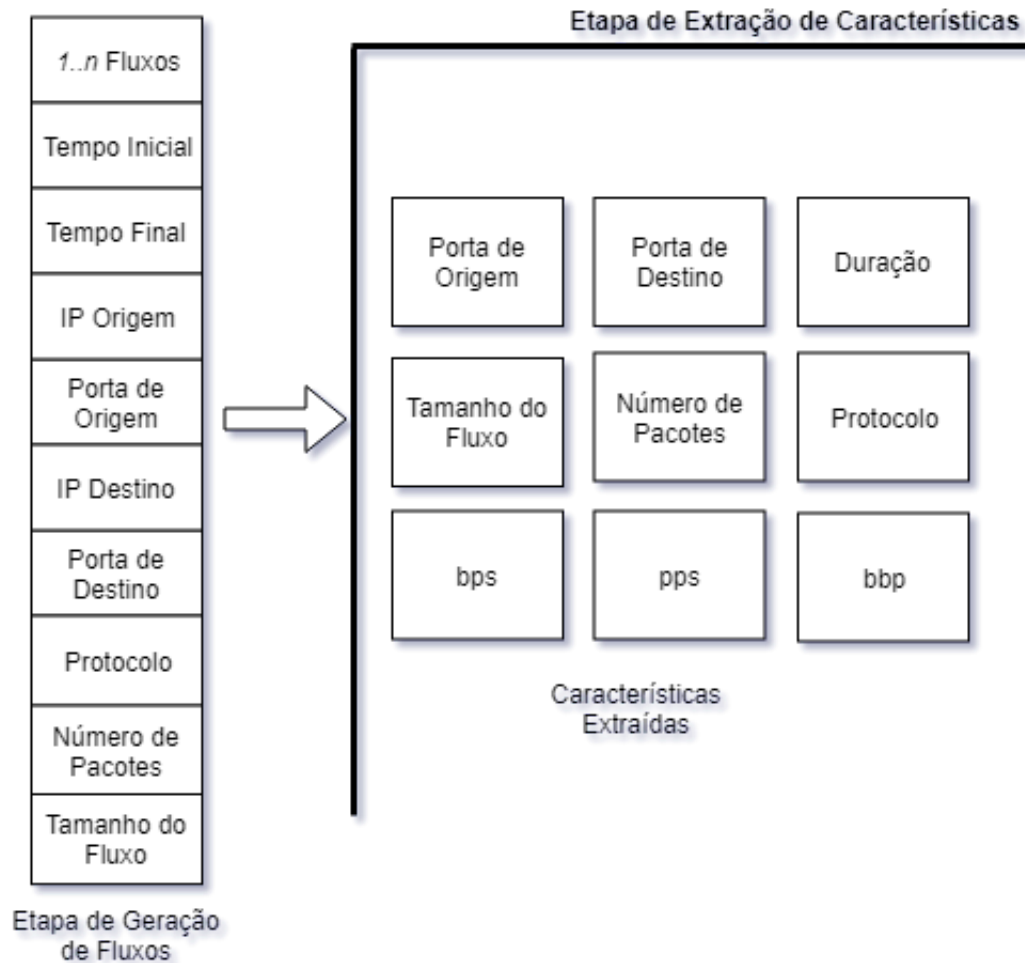 Etapa de Extração de Características
1..n Fluxos
Tempo Inicial
Tempo Final
IP Origem
Porta de
Origem
IP Destino
Porta de
Destino
Protocolo
Número de
Pacotes
Tamanho do
Fluxo
Etapa de Geração
de Fluxos
Porta de
Origem
Porta de
Destino
Duração
Tamanho do
Fluxo
Número de
Pacotes
Protocolo
bps
pps
bbp
Características
Extraídas